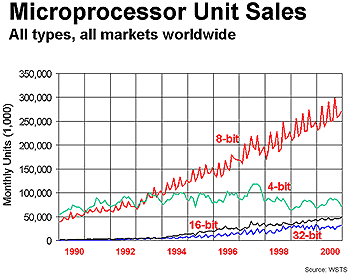 Microprocessor Unit Sales
All types, all markets worldwide
Monthly Units (1,000)
350,000
300,000
250,000
200,000
150,000
100,000
50,000
0
8-bit
4-bit
16-bit
32-bit
1990 1992 1994 1996 1998 2000
Source: WSTS